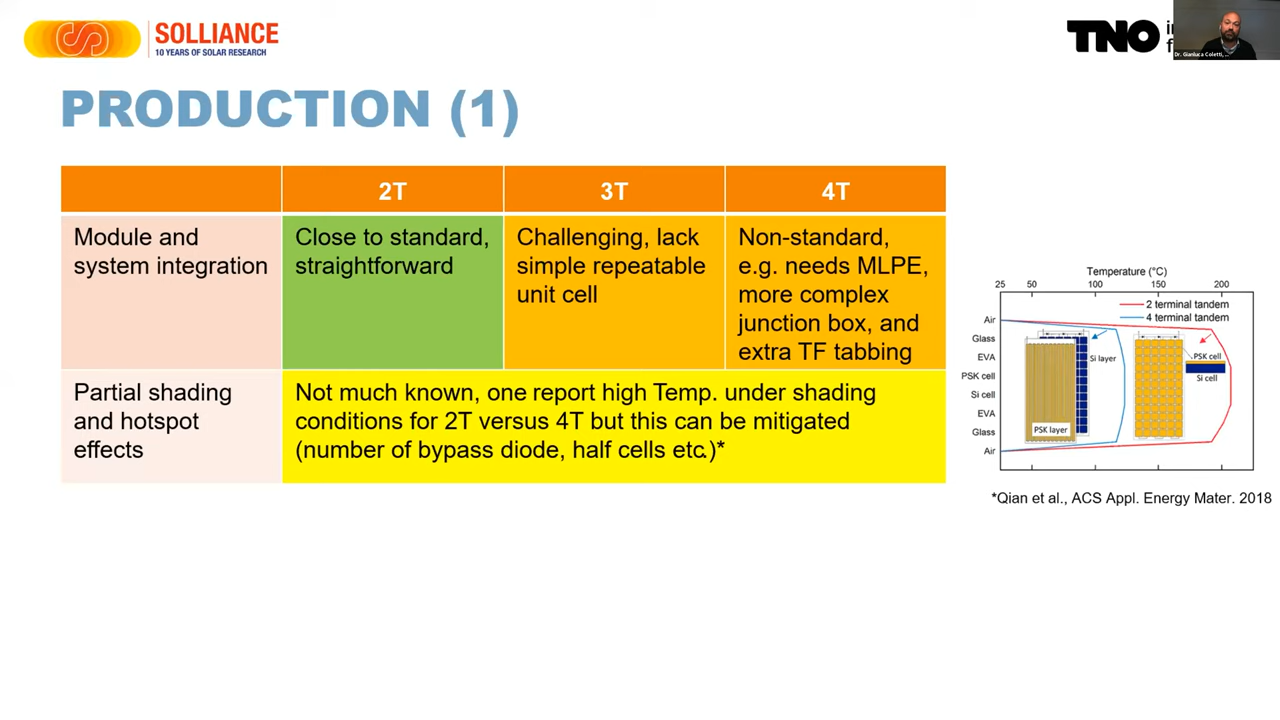 SOLLIANCE
10 YEARS OF SOLAR RESEARCH
TNO
Dr. Gianluca Coletti, ...
PRODUCTION (1)
2T
3T
4T
Module and
system integration
Close to standard,
straightforward
Challenging, lack
simple repeatable
unit cell
Non-standard,
e.g. needs MLPE,
more complex
junction box, and
extra TF tabbing
Partial shading
and hotspot
effects
Not much known, one report high Temp. under shading
conditions for 2T versus 4T but this can be mitigated
(number of bypass diode, half cells etc.)*
Temperature (°C)
25 50 100 150 200
2 terminal tandem
4 terminal tandem
Air
Glass
EVA
PSK cell
Si cell
EVA
Glass
Air
Si layer
PSK layer
PSK cell
Si cell
*Qian et al., ACS Appl. Energy Mater. 2018